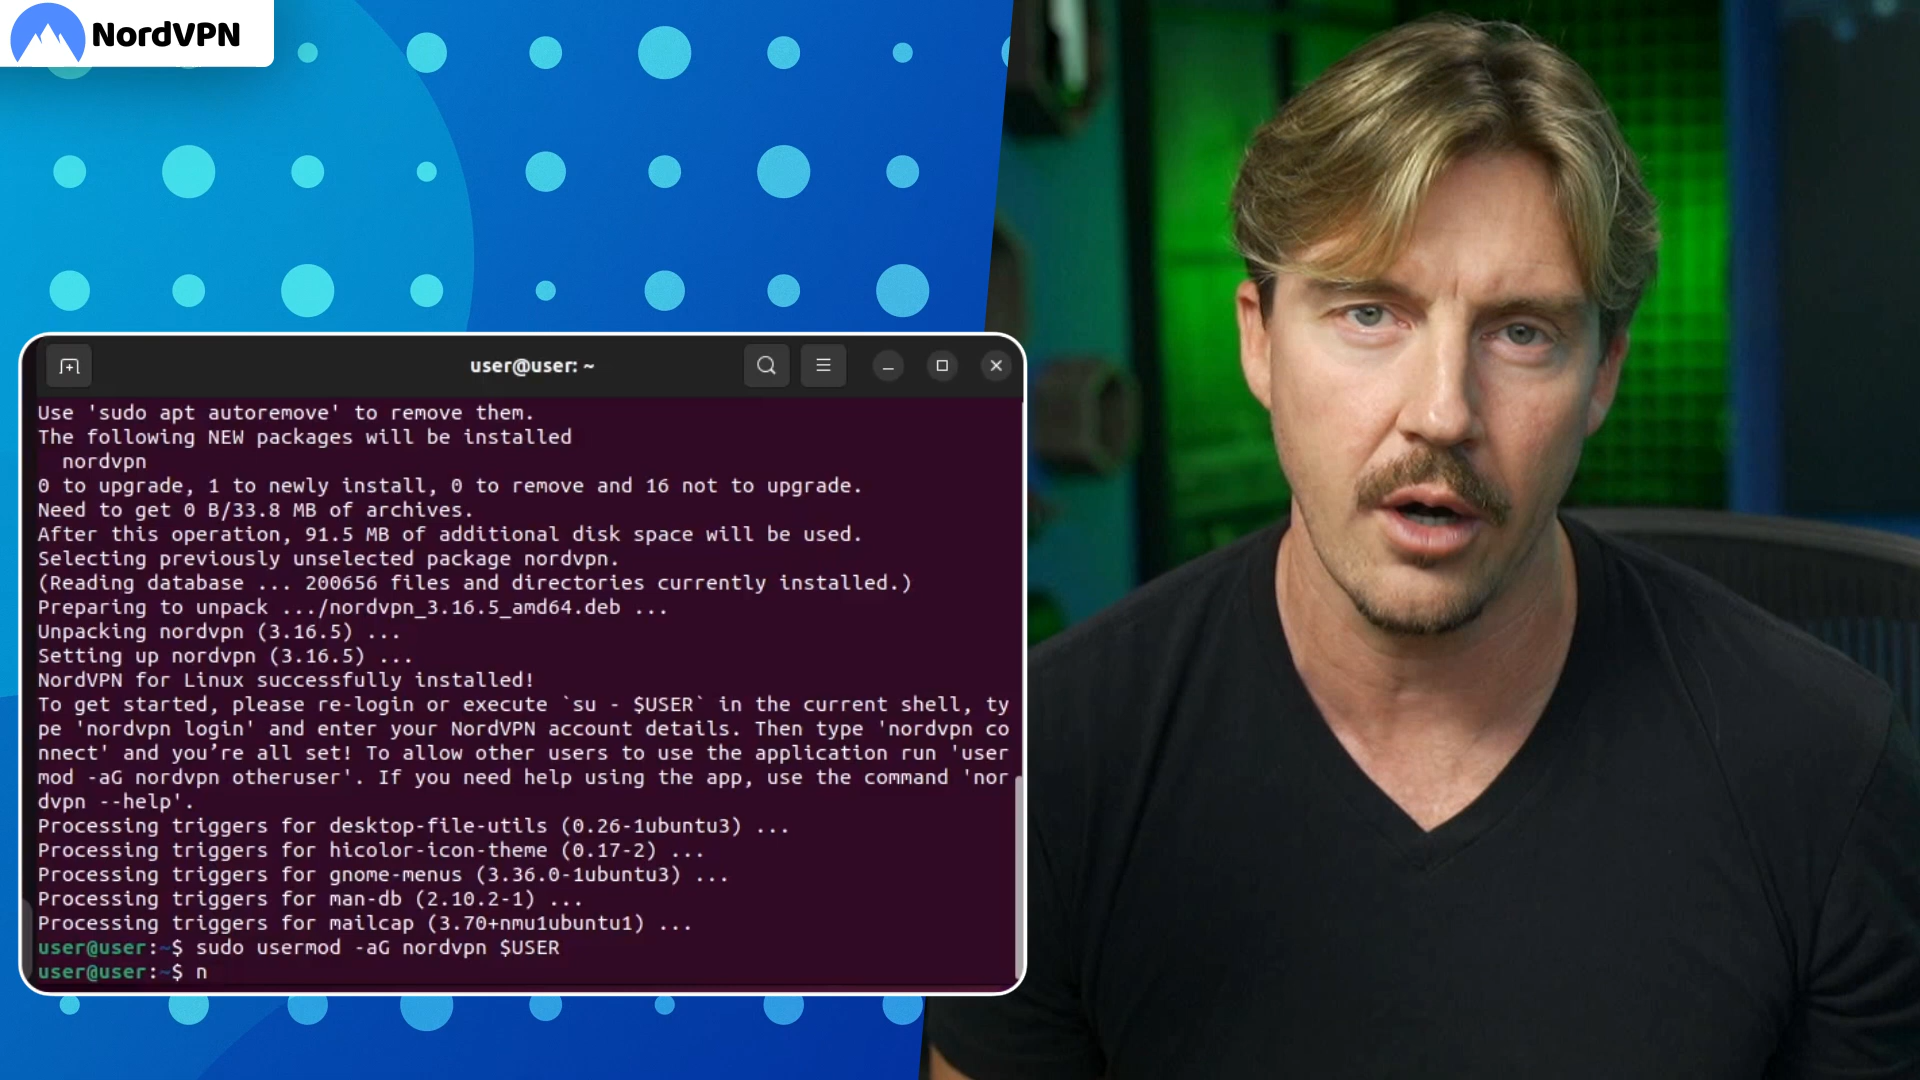 NordVPN
user@user: ~
Use 'sudo apt autoremove' to remove them.
The following NEW packages will be installed
nordvpn
0 to upgrade, 1 to newly install, 0 to remove and 16 not to upgrade.
Need to get 0 B/33.8 MB of archives.
After this operation, 91.5 MB of additional disk space will be used.
Selecting previously unselected package nordvpn.
(Reading database ... 200656 files and directories currently installed.)
Preparing to unpack .../nordvpn_3.16.5_amd64.deb ...
Unpacking nordvpn (3.16.5) ...
Setting up nordvpn (3.16.5) ...
NordVPN for Linux successfully installed!
To get started, please re-login or execute `su - $USER` in the current shell, ty
pe 'nordvpn login' and enter your NordVPN account details. Then type 'nordvpn co
nnect' and you’re all set! To allow other users to use the application run 'user
mod -aG nordvpn otheruser'. If you need help using the app, use the command 'nor
dvpn --help'.
Processing triggers for desktop-file-utils (0.26-1ubuntu3) ...
Processing triggers for hicolor-icon-theme (0.17-2) ...
Processing triggers for gnome-menus (3.36.0-1ubuntu3) ...
Processing triggers for man-db (2.10.2-1) ...
Processing triggers for mailcap (3.70+nmu1ubuntu1) ...
user@user:~$ sudo usermod -aG nordvpn $USER
user@user:~$ n